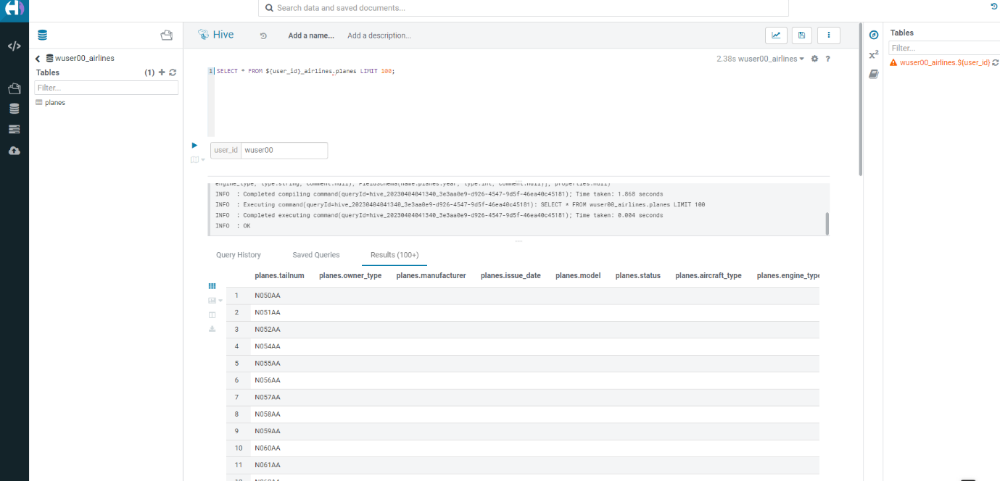 Search data and saved documents...
wuser00_airlines
Tables
(1)
Filter...
planes
Hive
Add a name...
Add a description...
2.38s wuser00_airlines
?
1 SELECT * FROM ${user_id}_airlines.planes LIMIT 100;
user_id wuser00
engine_type, type:string, comment:null), FieldSchema(name:planes.year, type:int, comment:null)], properties:null)
INFO : Completed compiling command(queryId=hive_20230404041340_3e3aa0e9-d926-4547-9d5f-46ea40c45181); Time taken: 1.868 seconds
INFO : Executing command(queryId=hive_20230404041340_3e3aa0e9-d926-4547-9d5f-46ea40c45181): SELECT * FROM wuser00_airlines.planes LIMIT 100
INFO : Completed executing command(queryId=hive_20230404041340_3e3aa0e9-d926-4547-9d5f-46ea40c45181); Time taken: 0.004 seconds
INFO : OK
Query History Saved Queries Results (100+)
planes.tailnum planes.owner_type planes.manufacturer planes.issue_date planes.model planes.status planes.aircraft_type planes.engine_type
1 N050AA
2 N051AA
3 N052AA
4 N054AA
5 N055AA
6 N056AA
7 N057AA
8 N058AA
9 N059AA
10 N060AA
11 N061AA
Tables
Filter...
x²
wuser00_airlines.${user_id}